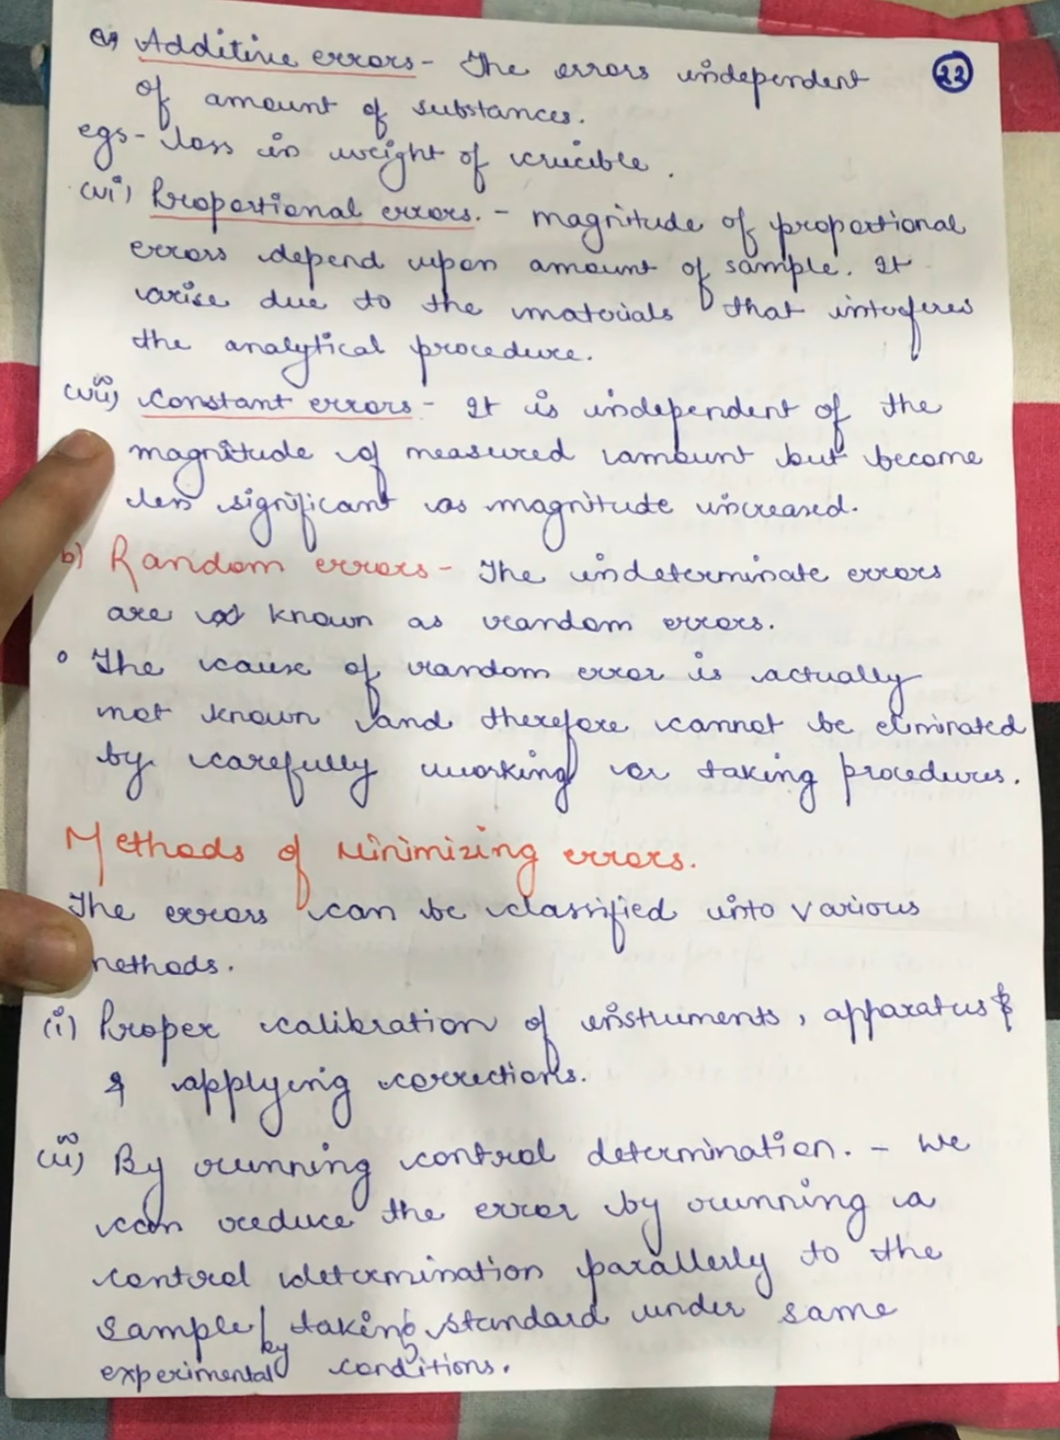 22
v) Additive errors - The errors independent
of amount of substances.
egs - loss in weight of crucible.
(vi) Proportional errors. - magnitude of proportional
errors depend upon amount of sample. It
arise due to the materials that interferes
the analytical procedure.
(vii) Constant errors - It is independent of the
magnitude of measured amount but become
less significant as magnitude increased.
b) Random errors - The indeterminate errors
are known as random errors.
• The cause of random error is actually
not known and therefore cannot be eliminated
by carefully working or taking procedures.
Methods of Minimizing errors.
The errors can be classified into various
methods.
(i) Proper calibration of instruments, apparatus &
& applying corrections.
(ii) By running control determination. - We
can reduce the error by running a
control determination parallerly to the
sample / by taking standard under same
experimental conditions.